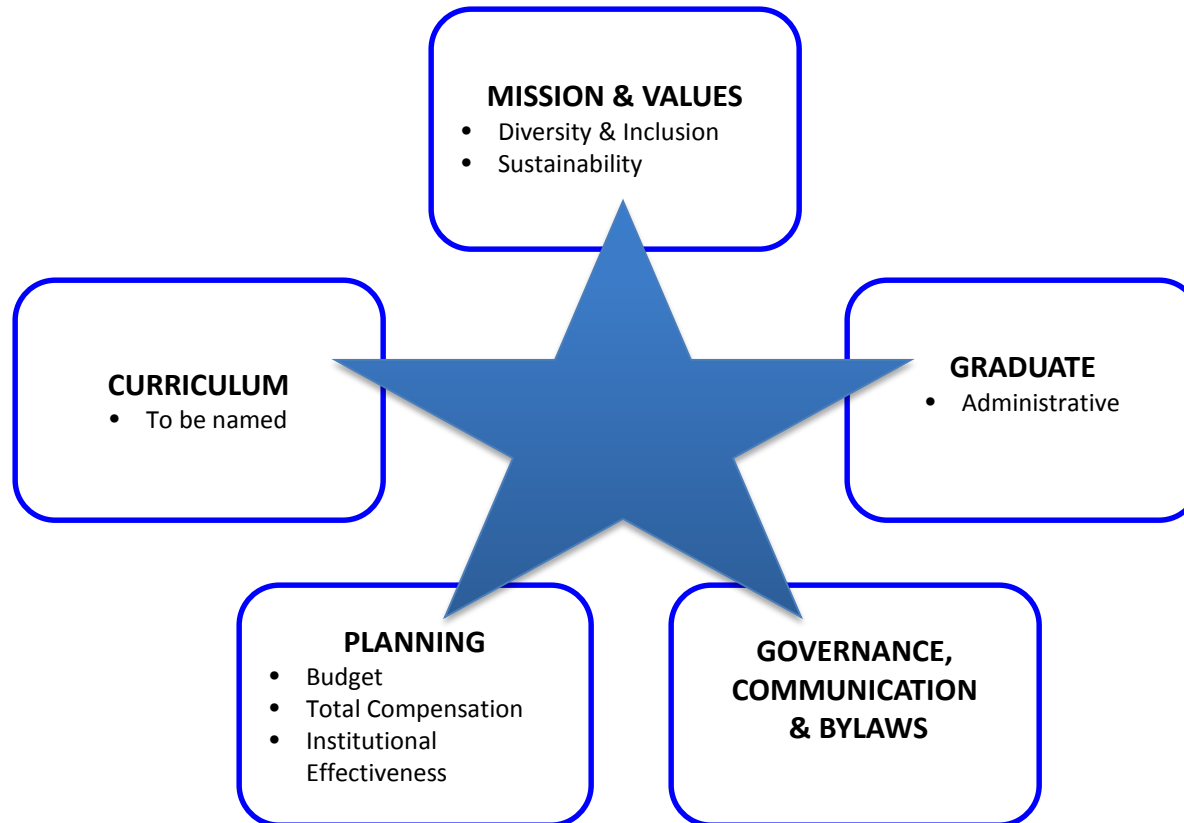 MISSION & VALUES
• Diversity & Inclusion
• Sustainability
CURRICULUM
• To be named
GRADUATE
• Administrative
PLANNING
• Budget
• Total Compensation
• Institutional
Effectiveness
GOVERNANCE,
COMMUNICATION
& BYLAWS